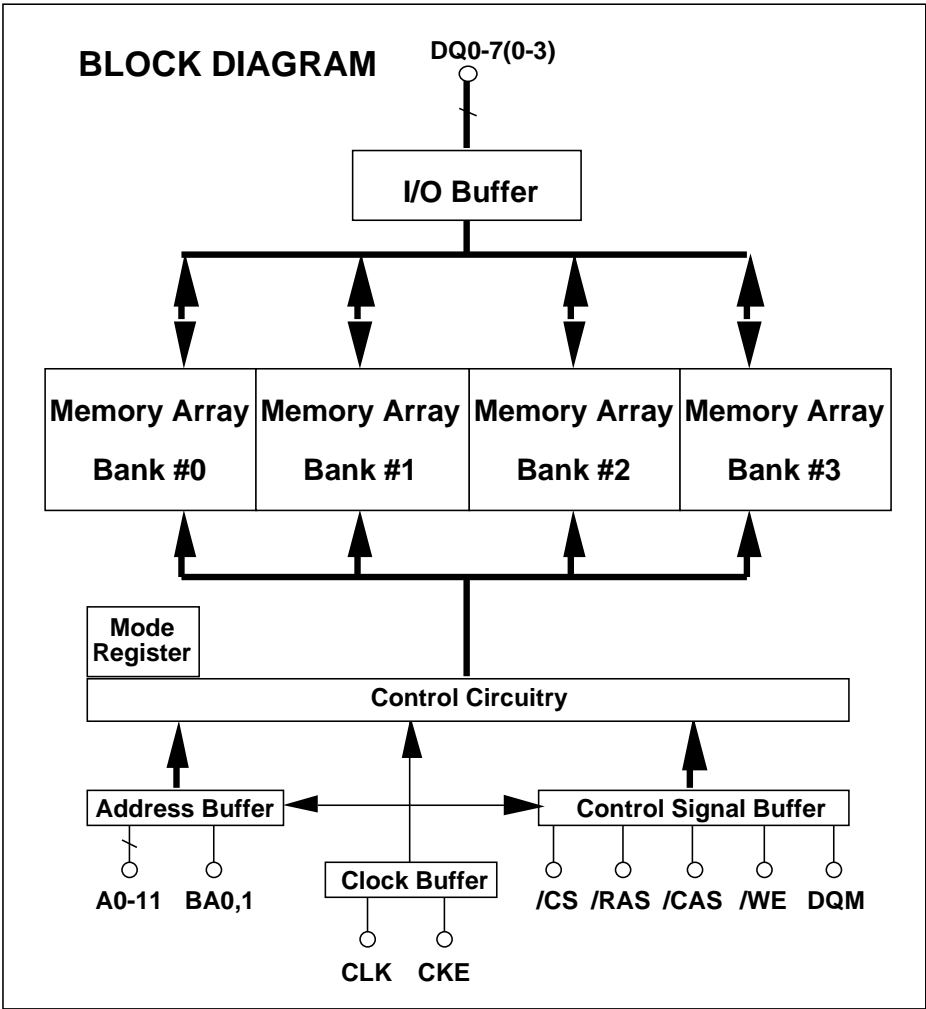 BLOCK DIAGRAM
DQ0-7(0-3)
I/O Buffer
Memory Array
Bank #0
Memory Array
Bank #1
Memory Array
Bank #2
Memory Array
Bank #3
Mode
Register
Control Circuitry
Address Buffer
Control Signal Buffer
Clock Buffer
A0-11
BA0,1
/CS
/RAS
/CAS
/WE
DQM
CLK
CKE